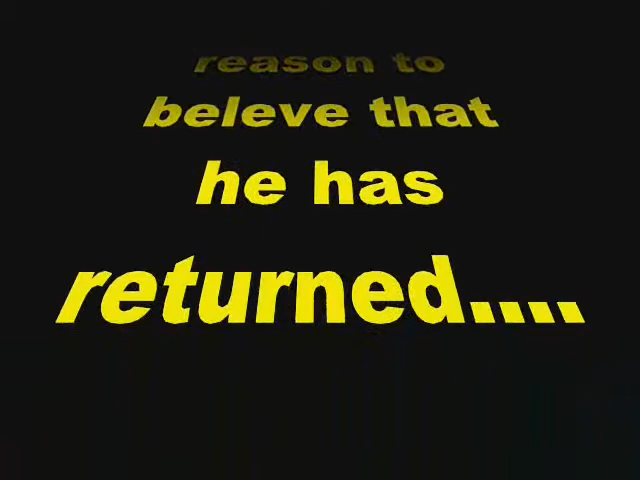 reason to
beleve that
he has
returned....